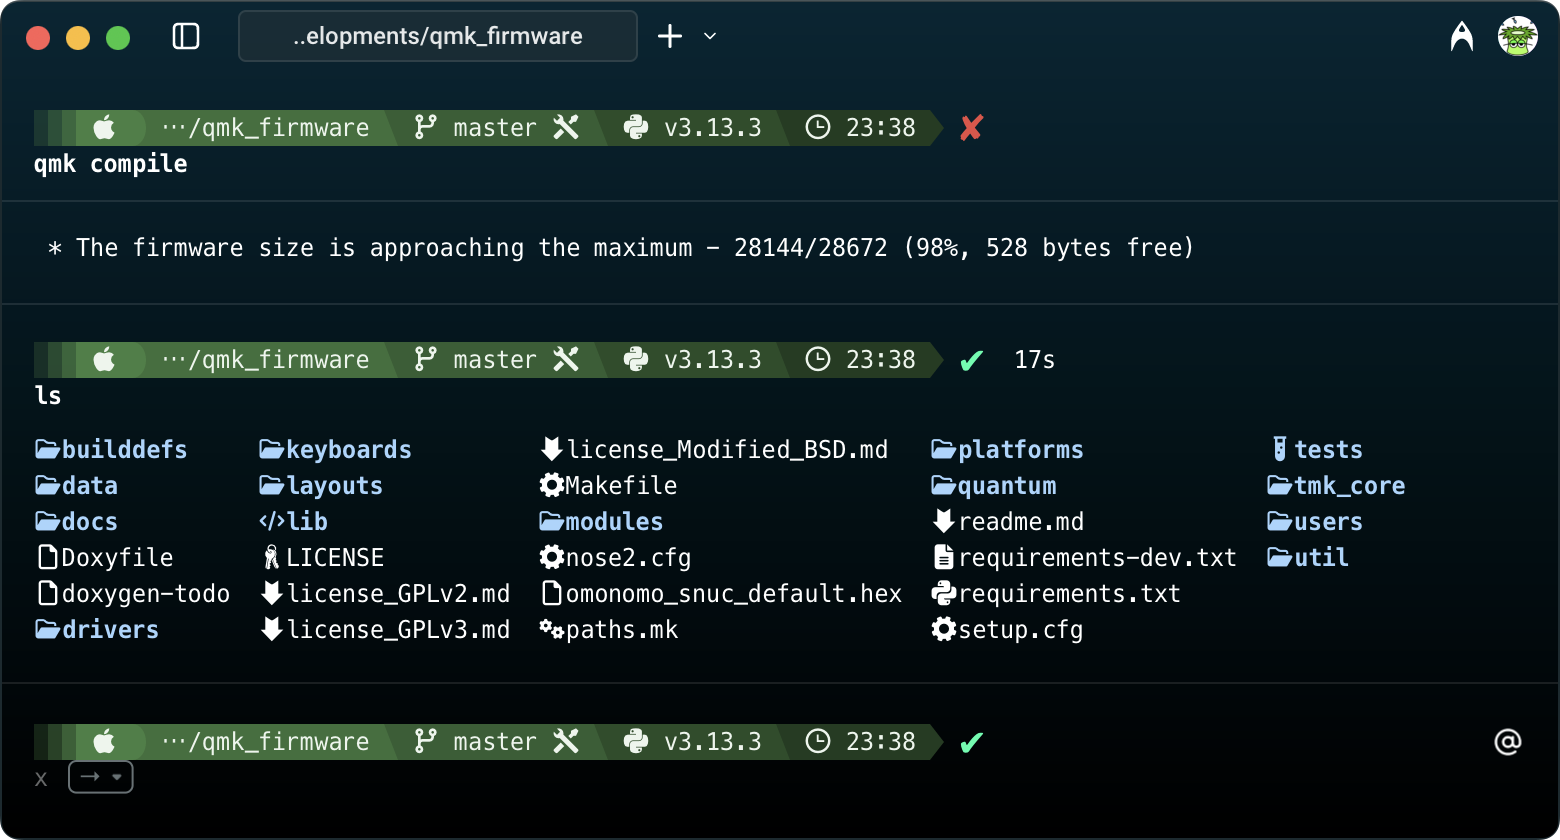 ..elopments/qmk_firmware
···/qmk_firmware master v3.13.3 23:38 ✘
qmk compile
* The firmware size is approaching the maximum - 28144/28672 (98%, 528 bytes free)
···/qmk_firmware master v3.13.3 23:38 ✔ 17s
ls
builddefs keyboards license_Modified_BSD.md platforms tests
data layouts Makefile quantum tmk_core
docs </>lib modules readme.md users
Doxyfile LICENSE nose2.cfg requirements-dev.txt util
doxygen-todo license_GPLv2.md omonomo_snuc_default.hex requirements.txt
drivers license_GPLv3.md paths.mk setup.cfg
···/qmk_firmware master v3.13.3 23:38 ✔ @
x →